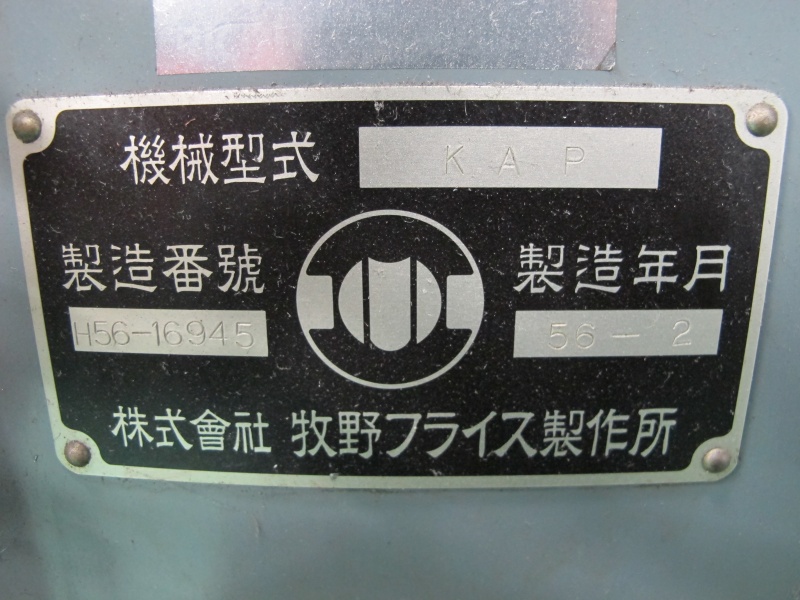 機械型式 KAP
製造番號 製造年月
H56-16945 56-2
株式會社 牧野フライス製作所